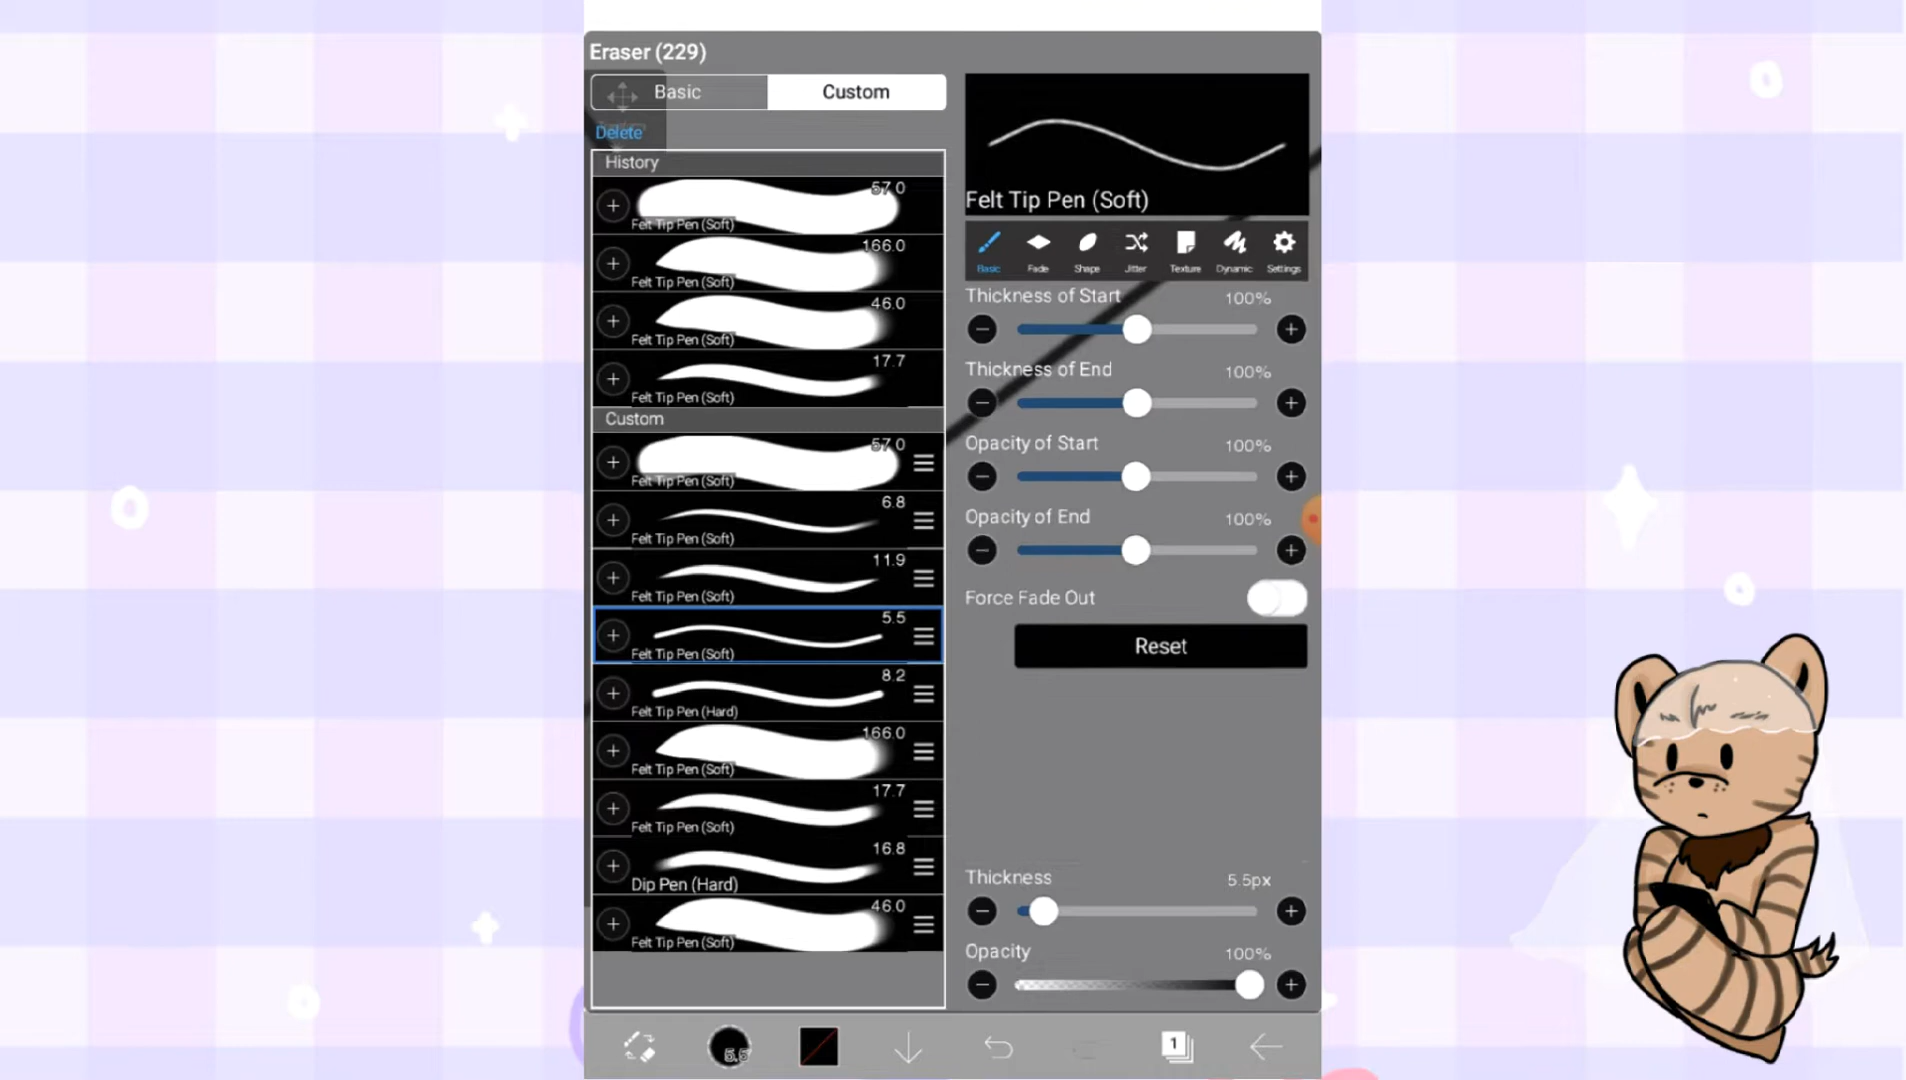 Eraser (229)
Basic
Custom
Delete
History
57.0
Felt Tip Pen (Soft)
166.0
Felt Tip Pen (Soft)
46.0
Felt Tip Pen (Soft)
17.7
Felt Tip Pen (Soft)
Custom
57.0
Felt Tip Pen (Soft)
6.8
Felt Tip Pen (Soft)
11.9
Felt Tip Pen (Soft)
5.5
Felt Tip Pen (Soft)
8.2
Felt Tip Pen (Hard)
166.0
Felt Tip Pen (Soft)
17.7
Felt Tip Pen (Soft)
16.8
Dip Pen (Hard)
46.0
Felt Tip Pen (Soft)
Felt Tip Pen (Soft)
Basic Fade Shape Jitter Texture Dynamic Settings
Thickness of Start 100%
Thickness of End 100%
Opacity of Start 100%
Opacity of End 100%
Force Fade Out
Reset
Thickness 5.5px
Opacity 100%
5.5
1